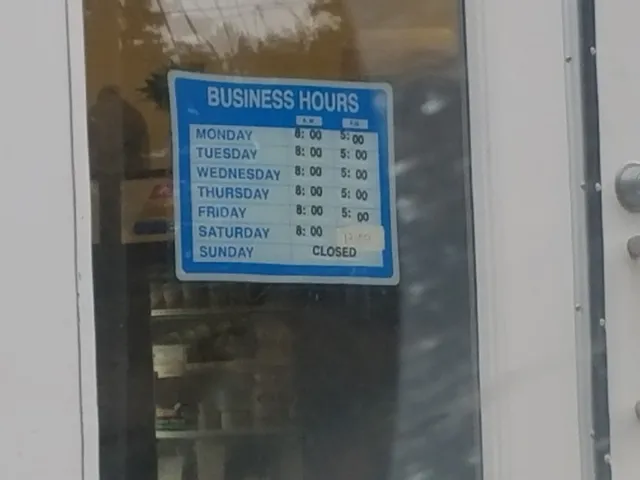 BUSINESS HOURS
MONDAY 8:00 5:00
TUESDAY 8:00 5:00
WEDNESDAY 8:00 5:00
THURSDAY 8:00 5:00
FRIDAY 8:00 5:00
SATURDAY 8:00
SUNDAY CLOSED